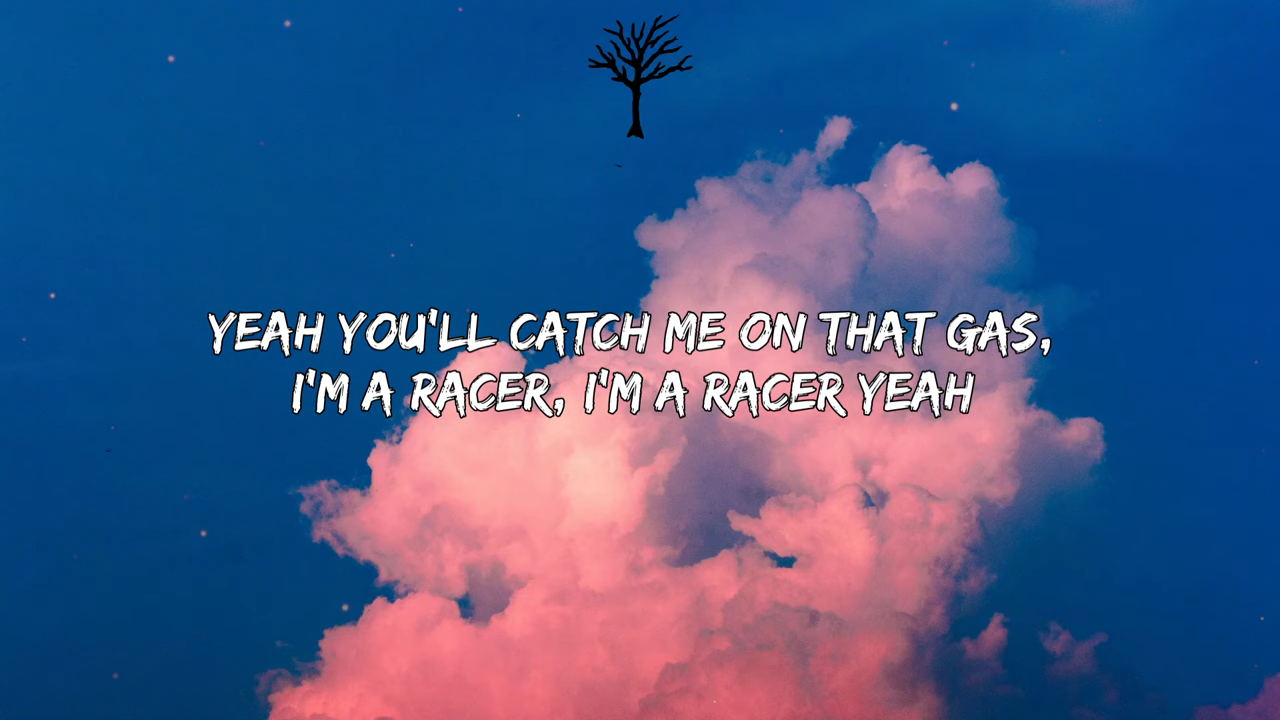 YEAH YOU'LL CATCH ME ON THAT GAS,
I'M A RACER, I'M A RACER YEAH